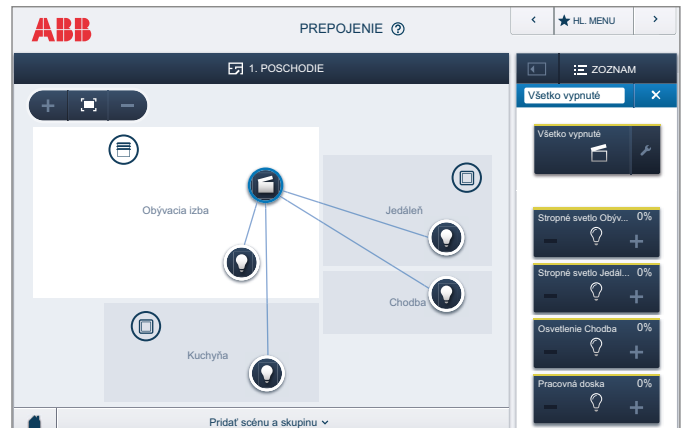 ABB
PREPOJENIE ?
HL. MENU
1. POSCHODIE
ZOZNAM
Všetko vypnuté
Všetko vypnuté
Obývacia izba
Jedáleň
Chodba
Kuchyňa
Stropné svetlo Obýv... 0%
Stropné svetlo Jedál... 0%
Osvetlenie Chodba 0%
Pracovná doska 0%
Pridať scénu a skupinu